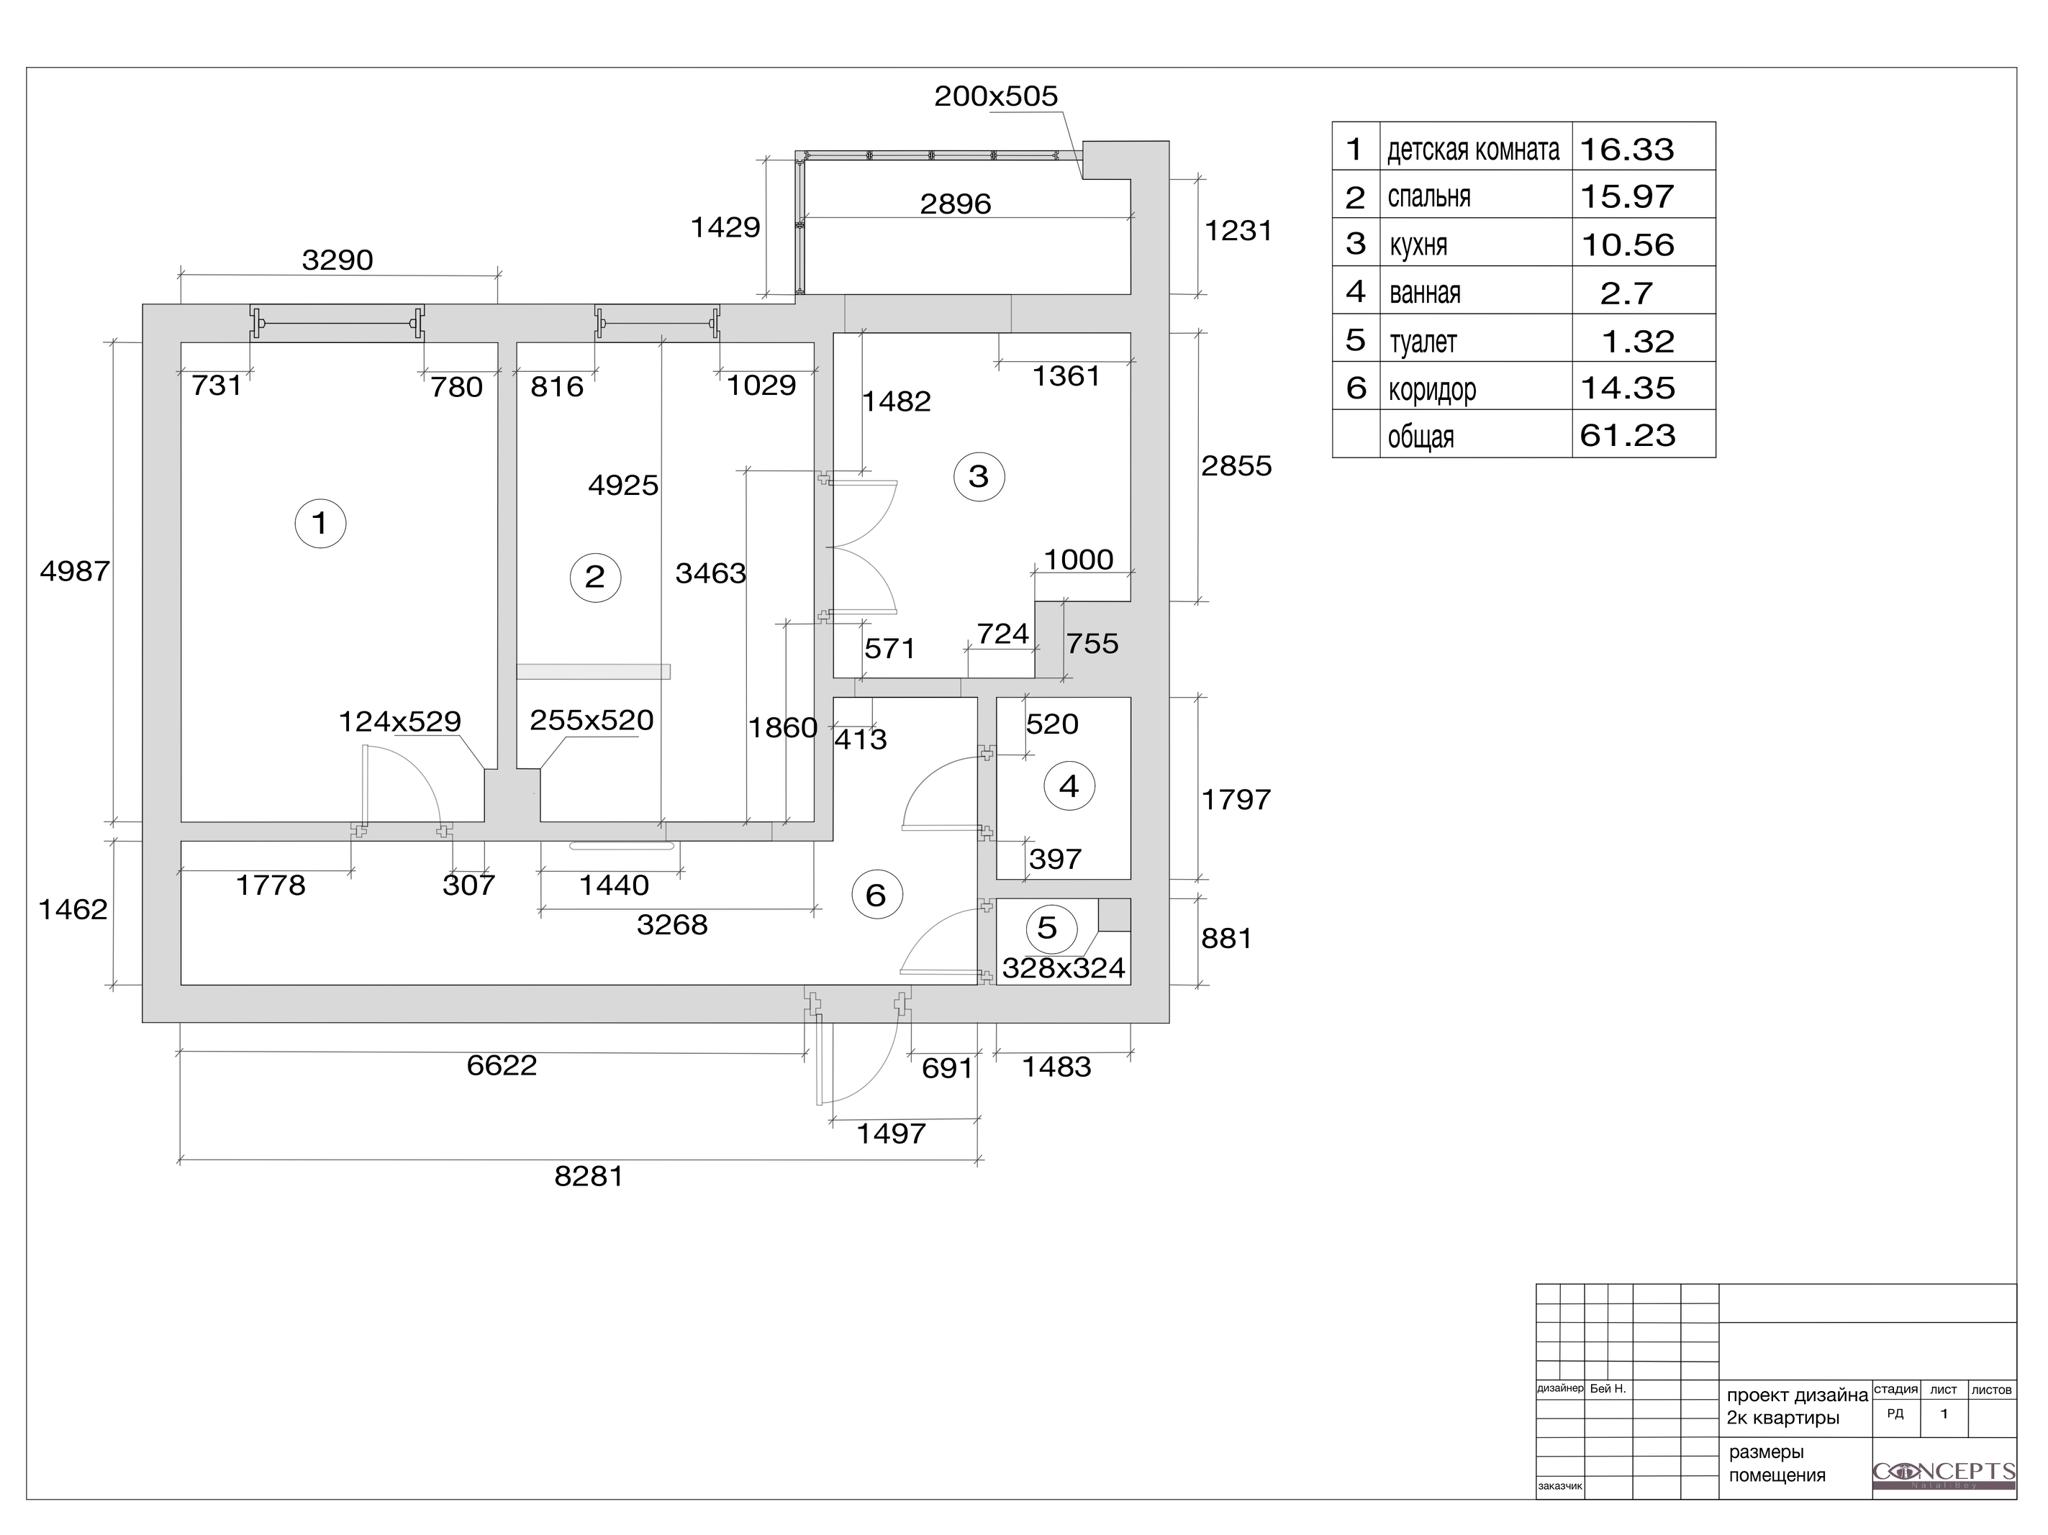 200x505
1 детская комната 16.33
2 спальня 15.97
3 кухня 10.56
4 ванная 2.7
5 туалет 1.32
6 коридор 14.35
общая 61.23
2896
1429
1231
3290
731
780
816
1029
1361
1482
2855
4925
3
1
1000
4987
2
3463
571
724
755
124x529
255x520
1860
413
520
4
1797
397
1778
307
1440
6
1462
3268
5
881
328x324
6622
691
1483
1497
8281
дизайнер Бей Н.
проект дизайна
2к квартиры
стадия лист листов
РД 1
размеры
помещения
заказчик
CONCEPTS
Natal Bey